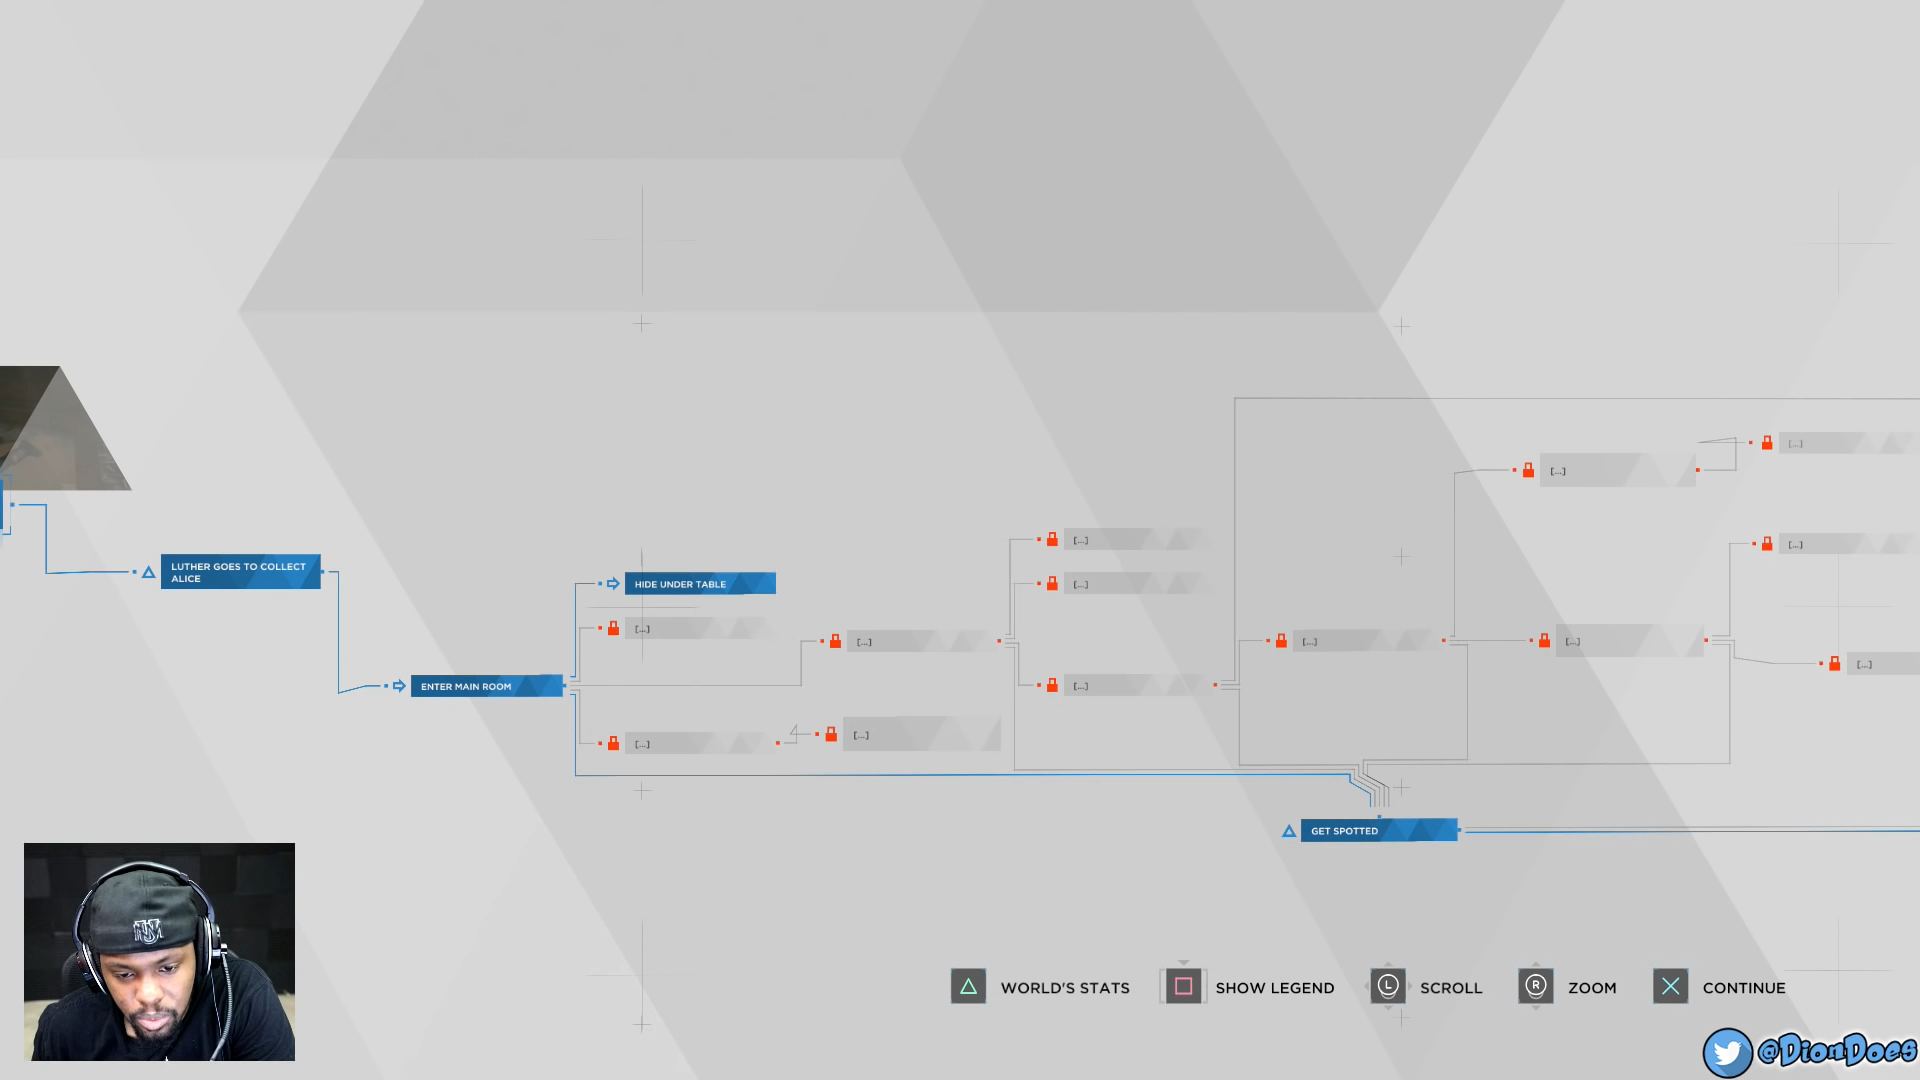 [...]
[...]
[...]
[...]
LUTHER GOES TO COLLECT
ALICE
[...]
HIDE UNDER TABLE
[...]
[...]
[...]
[...]
[...]
ENTER MAIN ROOM
[...]
[...]
[...]
GET SPOTTED
WORLD'S STATS
SHOW LEGEND
L
SCROLL
R
ZOOM
CONTINUE
@DionDoes